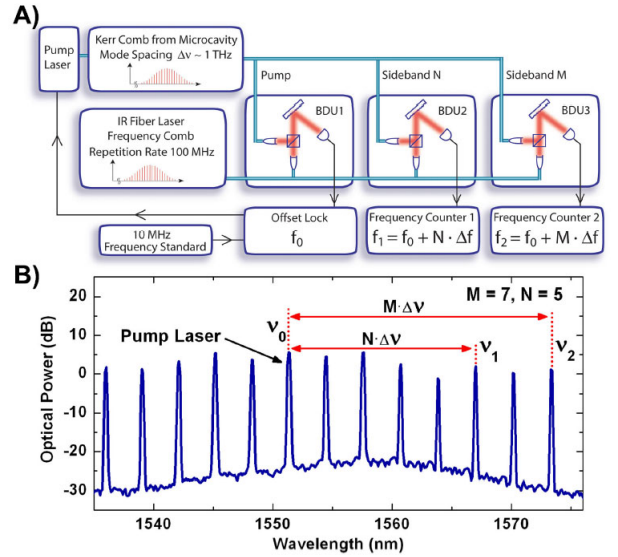 A)
Pump
Laser
Kerr Comb from Microcavity
Mode Spacing Δν ~ 1 THz
Pump
Sideband N
Sideband M
BDU1
BDU2
BDU3
IR Fiber Laser
Frequency Comb
Repetition Rate 100 MHz
10 MHz
Frequency Standard
Offset Lock
f₀
Frequency Counter 1
f₁ = f₀ + N · Δf
Frequency Counter 2
f₂ = f₀ + M · Δf
B)
M = 7, N = 5
M·Δν
N·Δν
ν₀
ν₁
ν₂
Pump Laser
Optical Power (dB)
20
10
0
-10
-20
-30
1540
1550
1560
1570
Wavelength (nm)